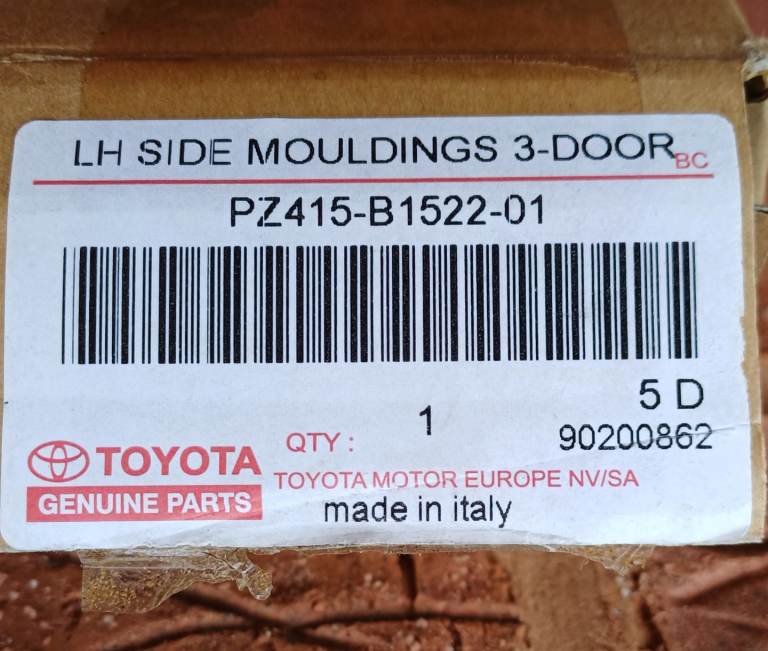 LH SIDE MOULDINGS 3-DOOR BC
PZ415-B1522-01
5 D
QTY : 1 90200862
TOYOTA
GENUINE PARTS
TOYOTA MOTOR EUROPE NV/SA
made in italy